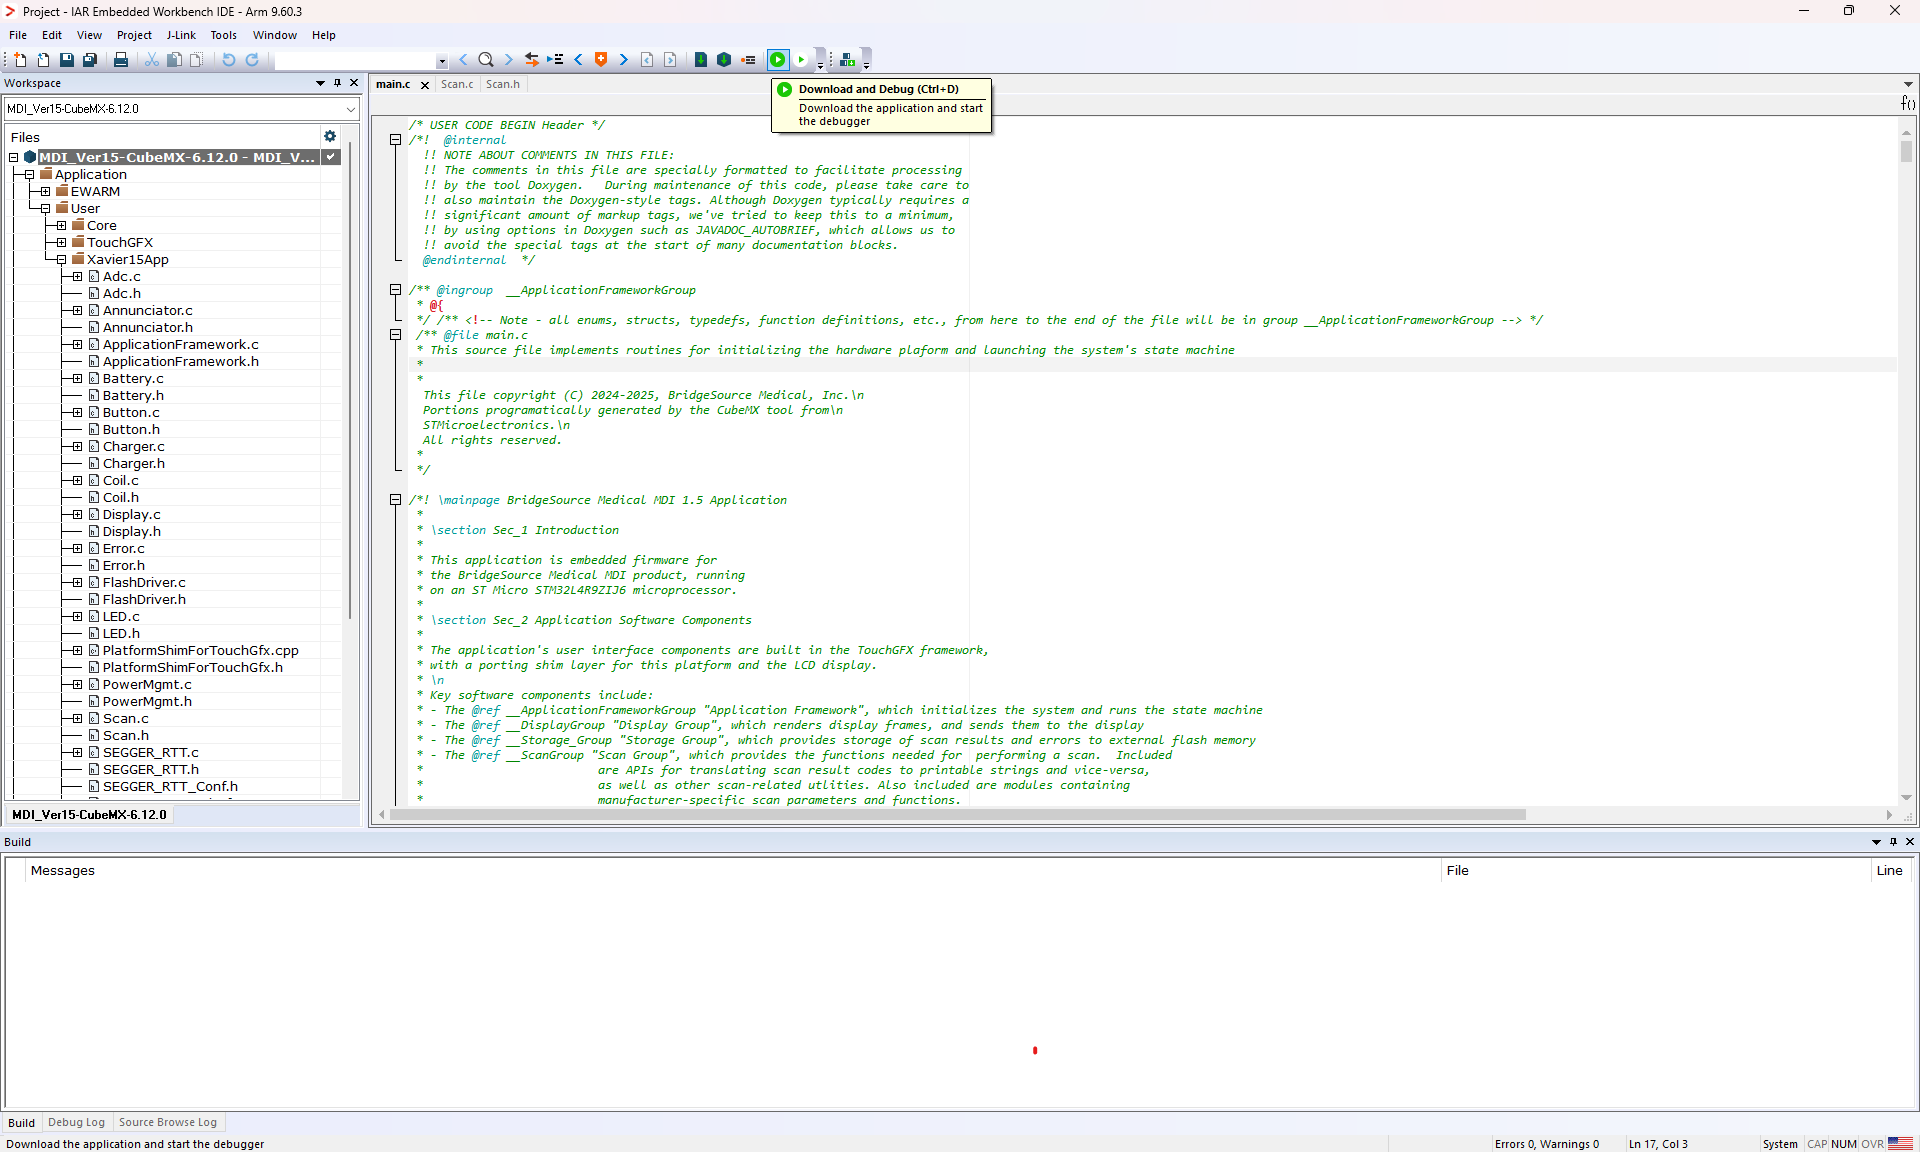 Project - IAR Embedded Workbench IDE - Arm 9.60.3
File Edit View Project J-Link Tools Window Help
Workspace
MDI_Ver15-CubeMX-6.12.0
Files
MDI_Ver15-CubeMX-6.12.0 - MDI_V...
Application
EWARM
User
Core
TouchGFX
Xavier15App
Adc.c
Adc.h
Annunciator.c
Annunciator.h
ApplicationFramework.c
ApplicationFramework.h
Battery.c
Battery.h
Button.c
Button.h
Charger.c
Charger.h
Coil.c
Coil.h
Display.c
Display.h
Error.c
Error.h
FlashDriver.c
FlashDriver.h
LED.c
LED.h
PlatformShimForTouchGfx.cpp
PlatformShimForTouchGfx.h
PowerMgmt.c
PowerMgmt.h
Scan.c
Scan.h
SEGGER_RTT.c
SEGGER_RTT.h
SEGGER_RTT_Conf.h
MDI_Ver15-CubeMX-6.12.0
main.c Scan.c Scan.h
f()
Download and Debug (Ctrl+D)
Download the application and start
the debugger
/* USER CODE BEGIN Header */
/*! @internal
!! NOTE ABOUT COMMENTS IN THIS FILE:
!! The comments in this file are specially formatted to facilitate processing
!! by the tool Doxygen. During maintenance of this code, please take care to
!! also maintain the Doxygen-style tags. Although Doxygen typically requires a
!! significant amount of markup tags, we've tried to keep this to a minimum,
!! by using options in Doxygen such as JAVADOC_AUTOBRIEF, which allows us to
!! avoid the special tags at the start of many documentation blocks.
@endinternal */
/** @ingroup __ApplicationFrameworkGroup
* @{
*/ /** <!-- Note - all enums, structs, typedefs, function definitions, etc., from here to the end of the file will be in group __ApplicationFrameworkGroup --> */
/** @file main.c
* This source file implements routines for initializing the hardware plaform and launching the system's state machine
*
*
This file copyright (C) 2024-2025, BridgeSource Medical, Inc.\n
Portions programatically generated by the CubeMX tool from\n
STMicroelectronics.\n
All rights reserved.
*
*/
/*! \mainpage BridgeSource Medical MDI 1.5 Application
*
* \section Sec_1 Introduction
*
* This application is embedded firmware for
* the BridgeSource Medical MDI product, running
* on an ST Micro STM32L4R9ZIJ6 microprocessor.
*
* \section Sec_2 Application Software Components
*
* The application's user interface components are built in the TouchGFX framework,
* with a porting shim layer for this platform and the LCD display.
* \n
* Key software components include:
* - The @ref __ApplicationFrameworkGroup "Application Framework", which initializes the system and runs the state machine
* - The @ref __DisplayGroup "Display Group", which renders display frames, and sends them to the display
* - The @ref __Storage_Group "Storage Group", which provides storage of scan results and errors to external flash memory
* - The @ref __ScanGroup "Scan Group", which provides the functions needed for performing a scan. Included
* are APIs for translating scan result codes to printable strings and vice-versa,
* as well as other scan-related utlities. Also included are modules containing
* manufacturer-specific scan parameters and functions.
Build
Messages File Line
Build Debug Log Source Browse Log
Download the application and start the debugger Errors 0, Warnings 0 Ln 17, Col 3 System CAP NUM OVR